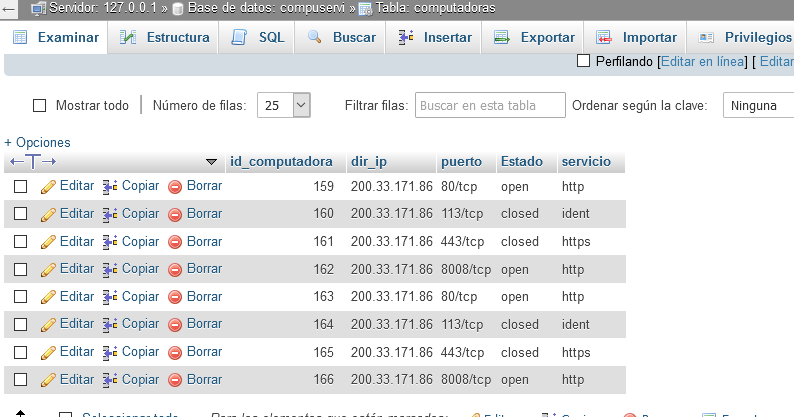 Servidor: 127.0.0.1 » Base de datos: compuservi » Tabla: computadoras
Examinar Estructura SQL Buscar Insertar Exportar Importar Privilegios
Perfilando [Editar en línea] [ Editar
Mostrar todo Número de filas: 25 Filtrar filas: Buscar en esta tabla Ordenar según la clave: Ninguna
+ Opciones
←T→ id_computadora dir_ip puerto Estado servicio
Editar Copiar Borrar 159 200.33.171.86 80/tcp open http
Editar Copiar Borrar 160 200.33.171.86 113/tcp closed ident
Editar Copiar Borrar 161 200.33.171.86 443/tcp closed https
Editar Copiar Borrar 162 200.33.171.86 8008/tcp open http
Editar Copiar Borrar 163 200.33.171.86 80/tcp open http
Editar Copiar Borrar 164 200.33.171.86 113/tcp closed ident
Editar Copiar Borrar 165 200.33.171.86 443/tcp closed https
Editar Copiar Borrar 166 200.33.171.86 8008/tcp open http
Seleccionar todo Para los elementos que están marcados: Editar Copiar Borrar